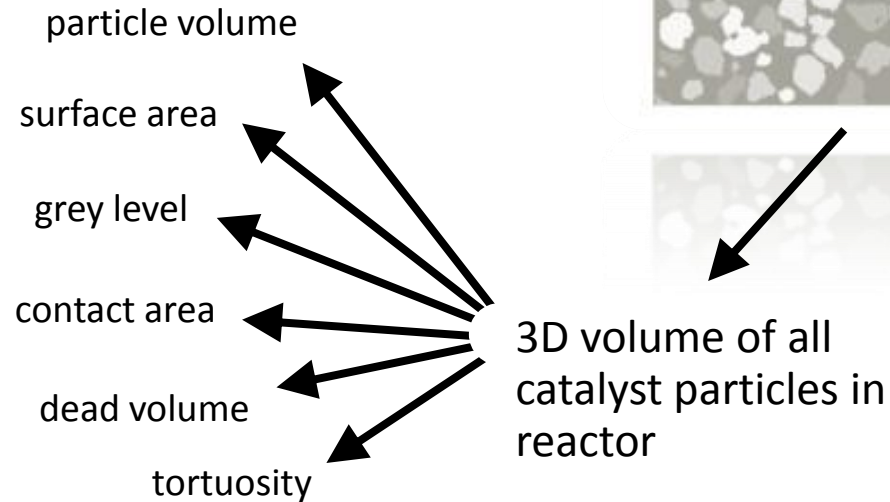 particle volume
surface area
grey level
contact area
dead volume
tortuosity
3D volume of all
catalyst particles in
reactor